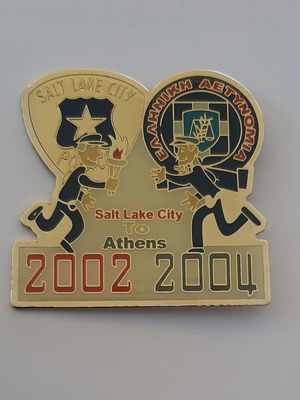 SALT LAKE CITY
ΕΛΛΗΝΙΚΗ ΑΣΤΥΝΟΜΙΑ
Salt Lake City
To
Athens
2002 2004